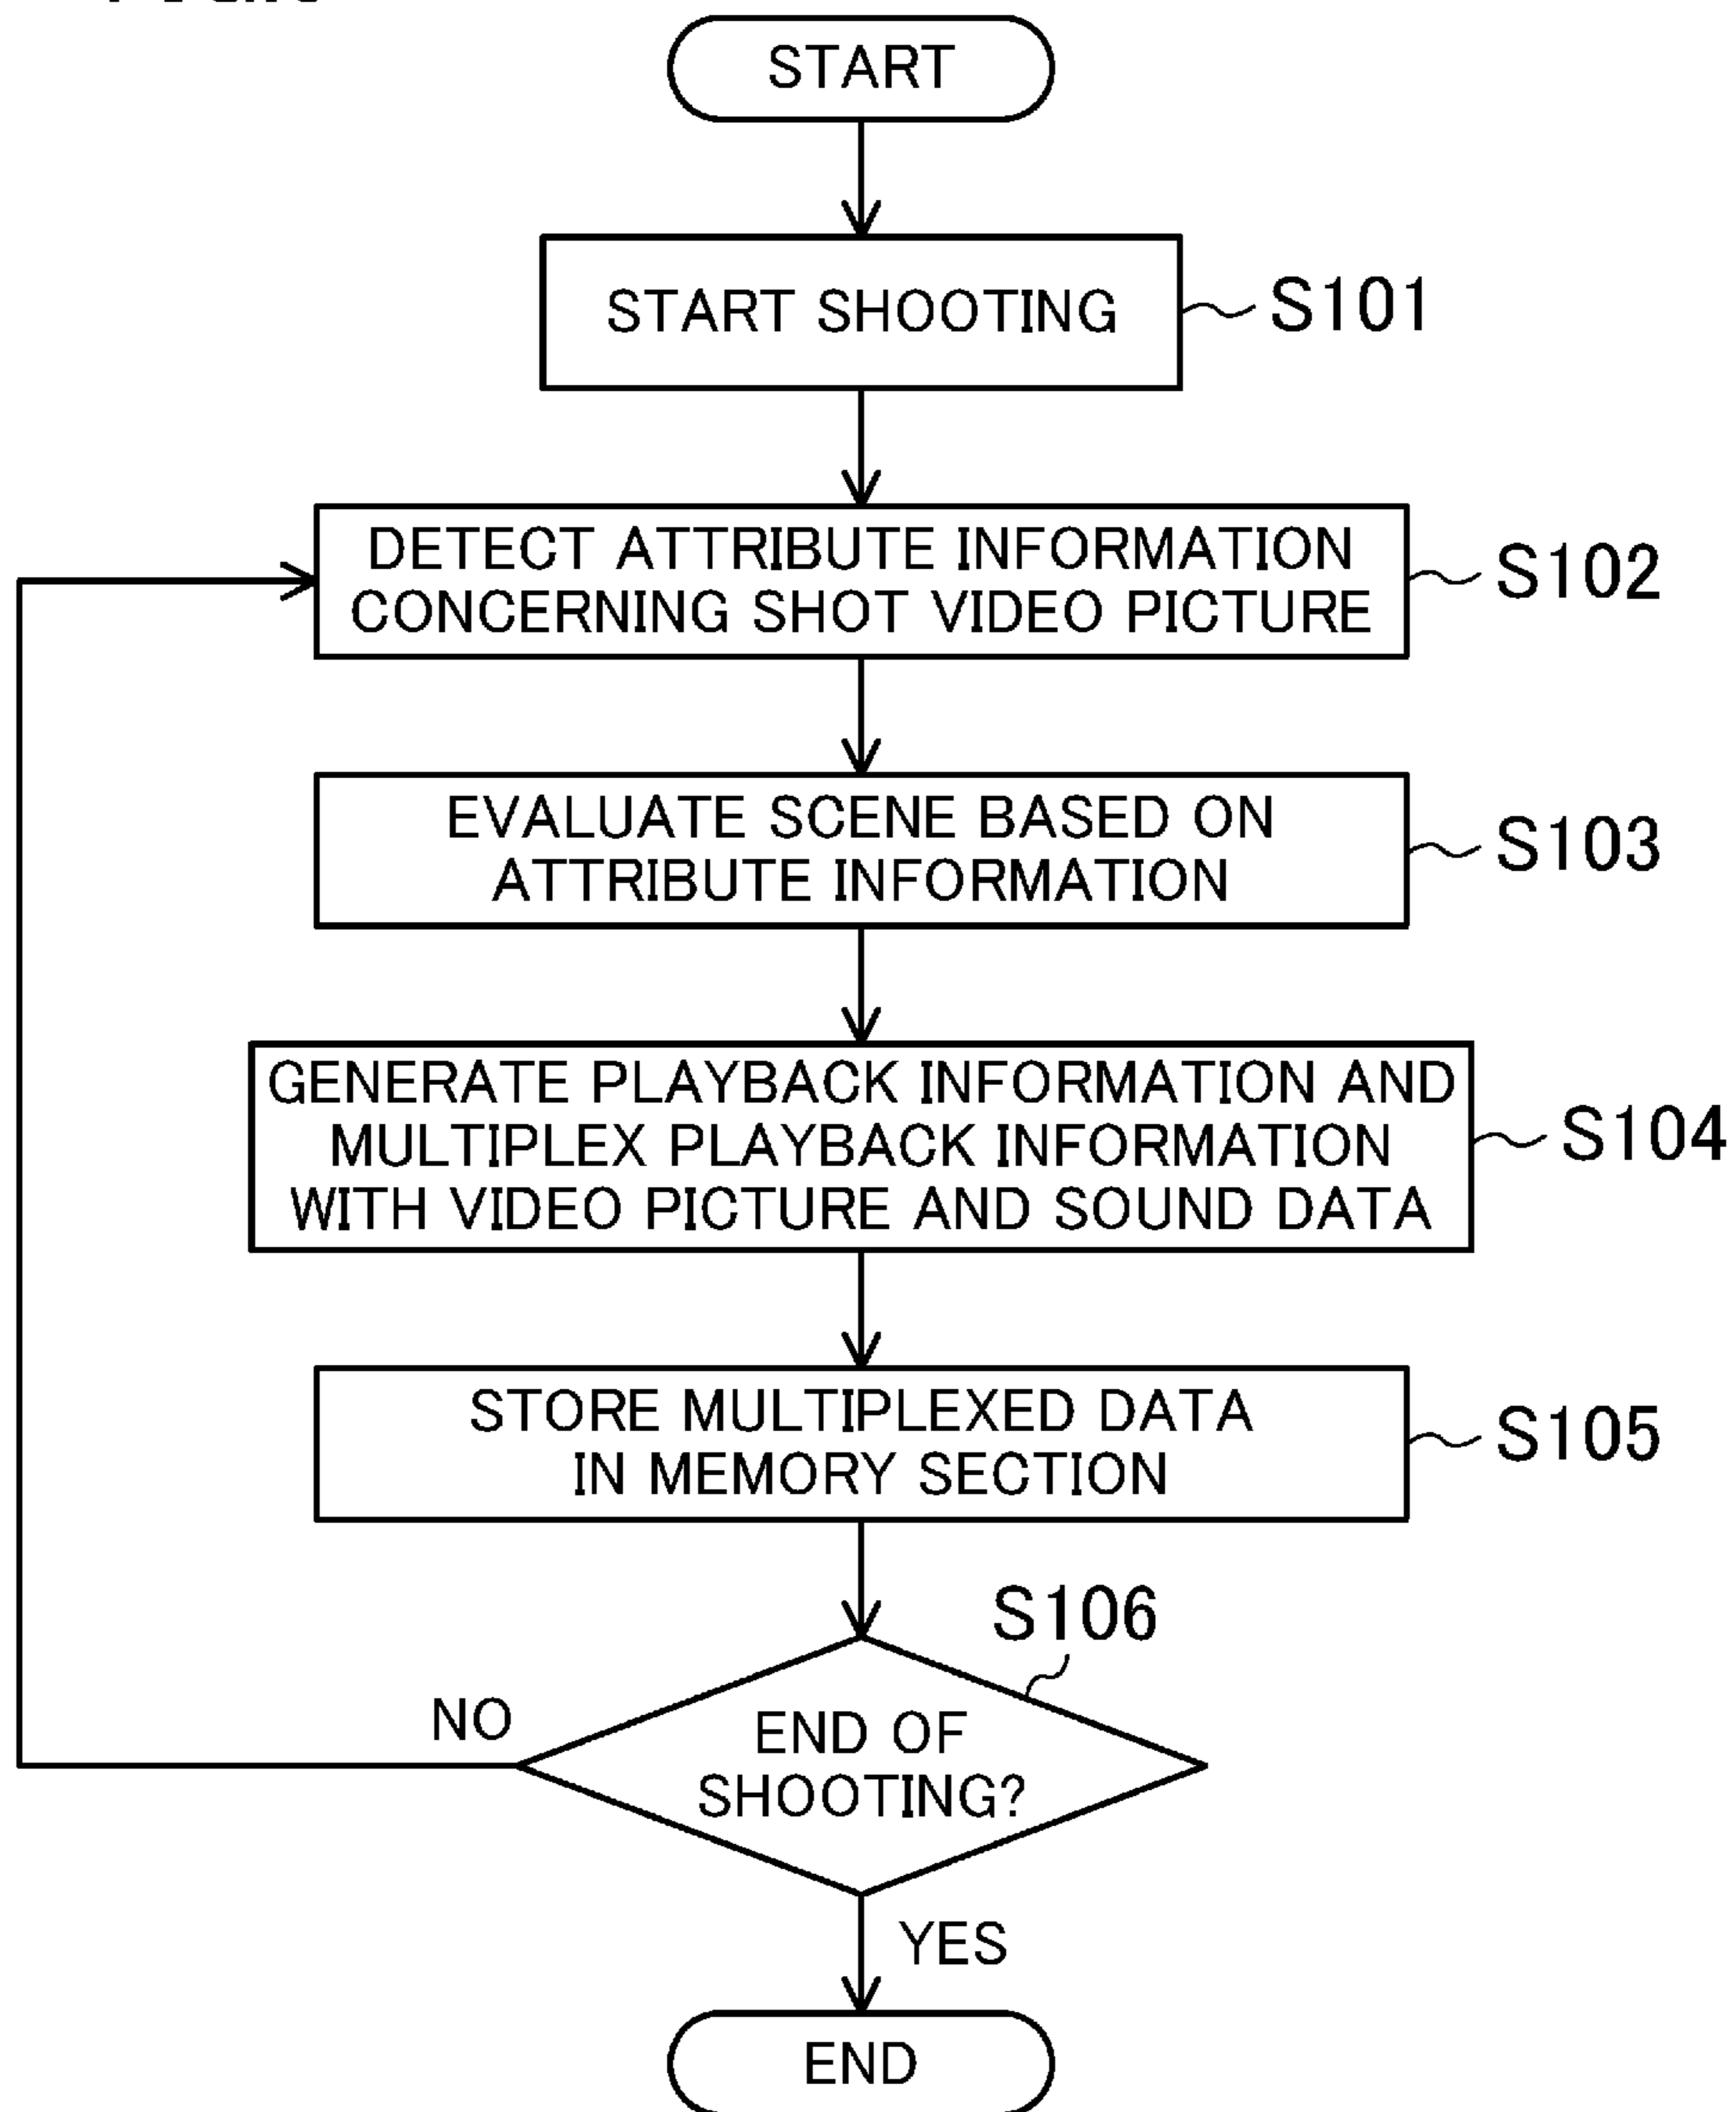 START
START SHOOTING
S101
DETECT ATTRIBUTE INFORMATION
CONCERNING SHOT VIDEO PICTURE
S102
EVALUATE SCENE BASED ON
ATTRIBUTE INFORMATION
S103
GENERATE PLAYBACK INFORMATION AND
MULTIPLEX PLAYBACK INFORMATION
WITH VIDEO PICTURE AND SOUND DATA
S104
STORE MULTIPLEXED DATA
IN MEMORY SECTION
S105
S106
END OF
SHOOTING?
NO
YES
END